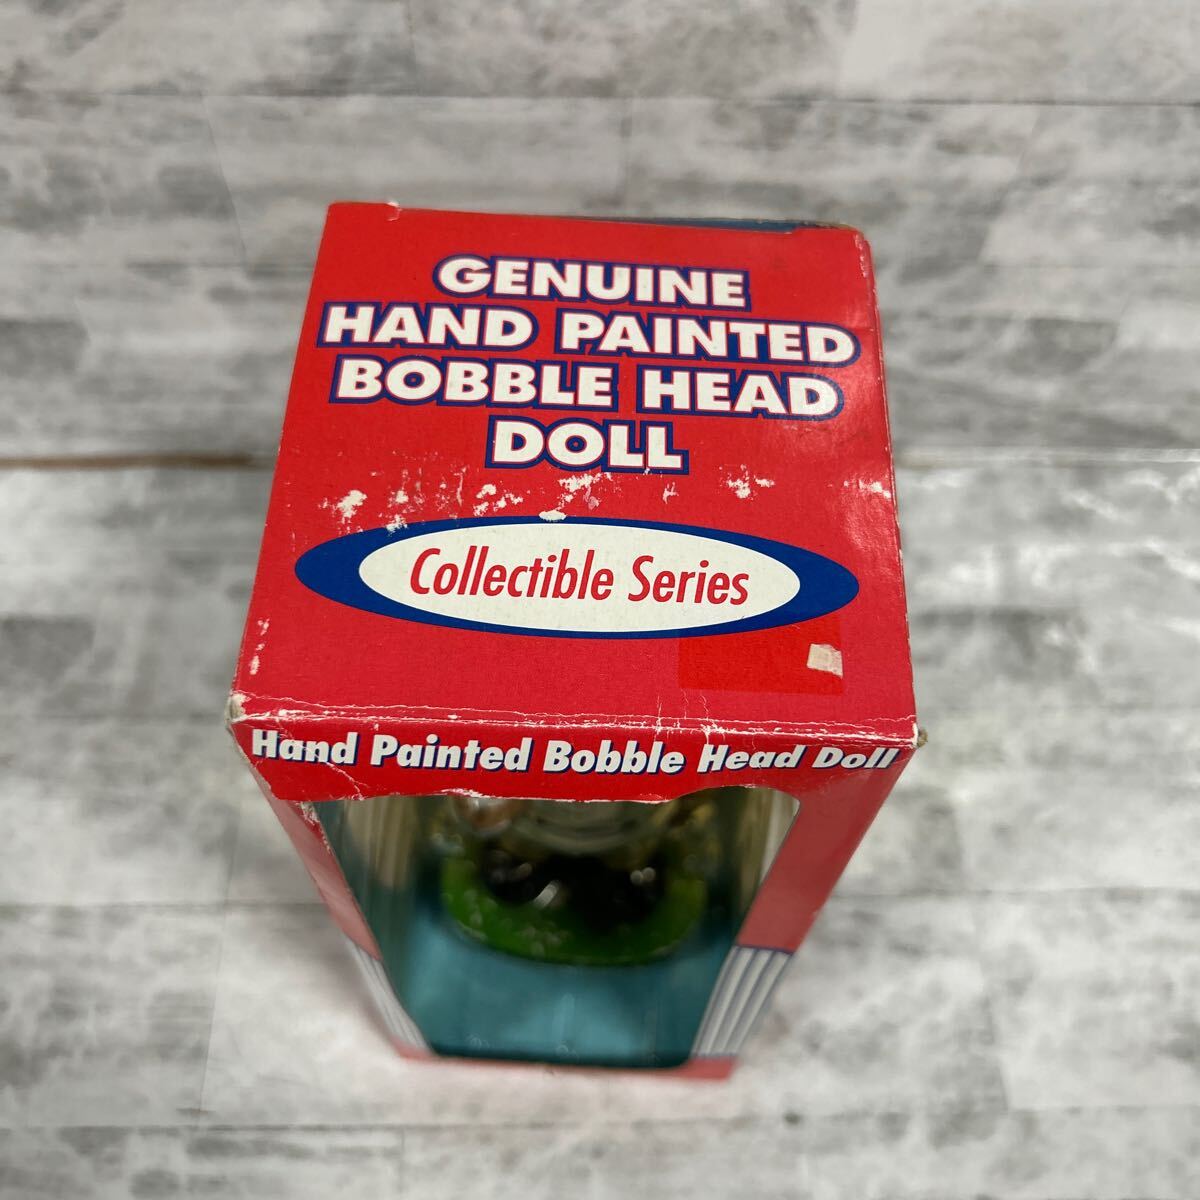 GENUINE
HAND PAINTED
BOBBLE HEAD
DOLL
Collectible Series
Hand Painted Bobble Head Doll